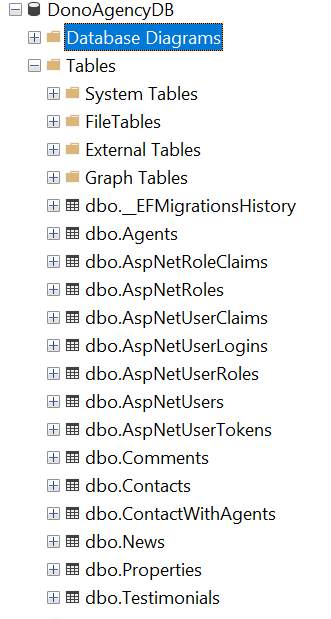 DonoAgencyDB
Database Diagrams
Tables
System Tables
FileTables
External Tables
Graph Tables
dbo.__EFMigrationsHistory
dbo.Agents
dbo.AspNetRoleClaims
dbo.AspNetRoles
dbo.AspNetUserClaims
dbo.AspNetUserLogins
dbo.AspNetUserRoles
dbo.AspNetUsers
dbo.AspNetUserTokens
dbo.Comments
dbo.Contacts
dbo.ContactWithAgents
dbo.News
dbo.Properties
dbo.Testimonials